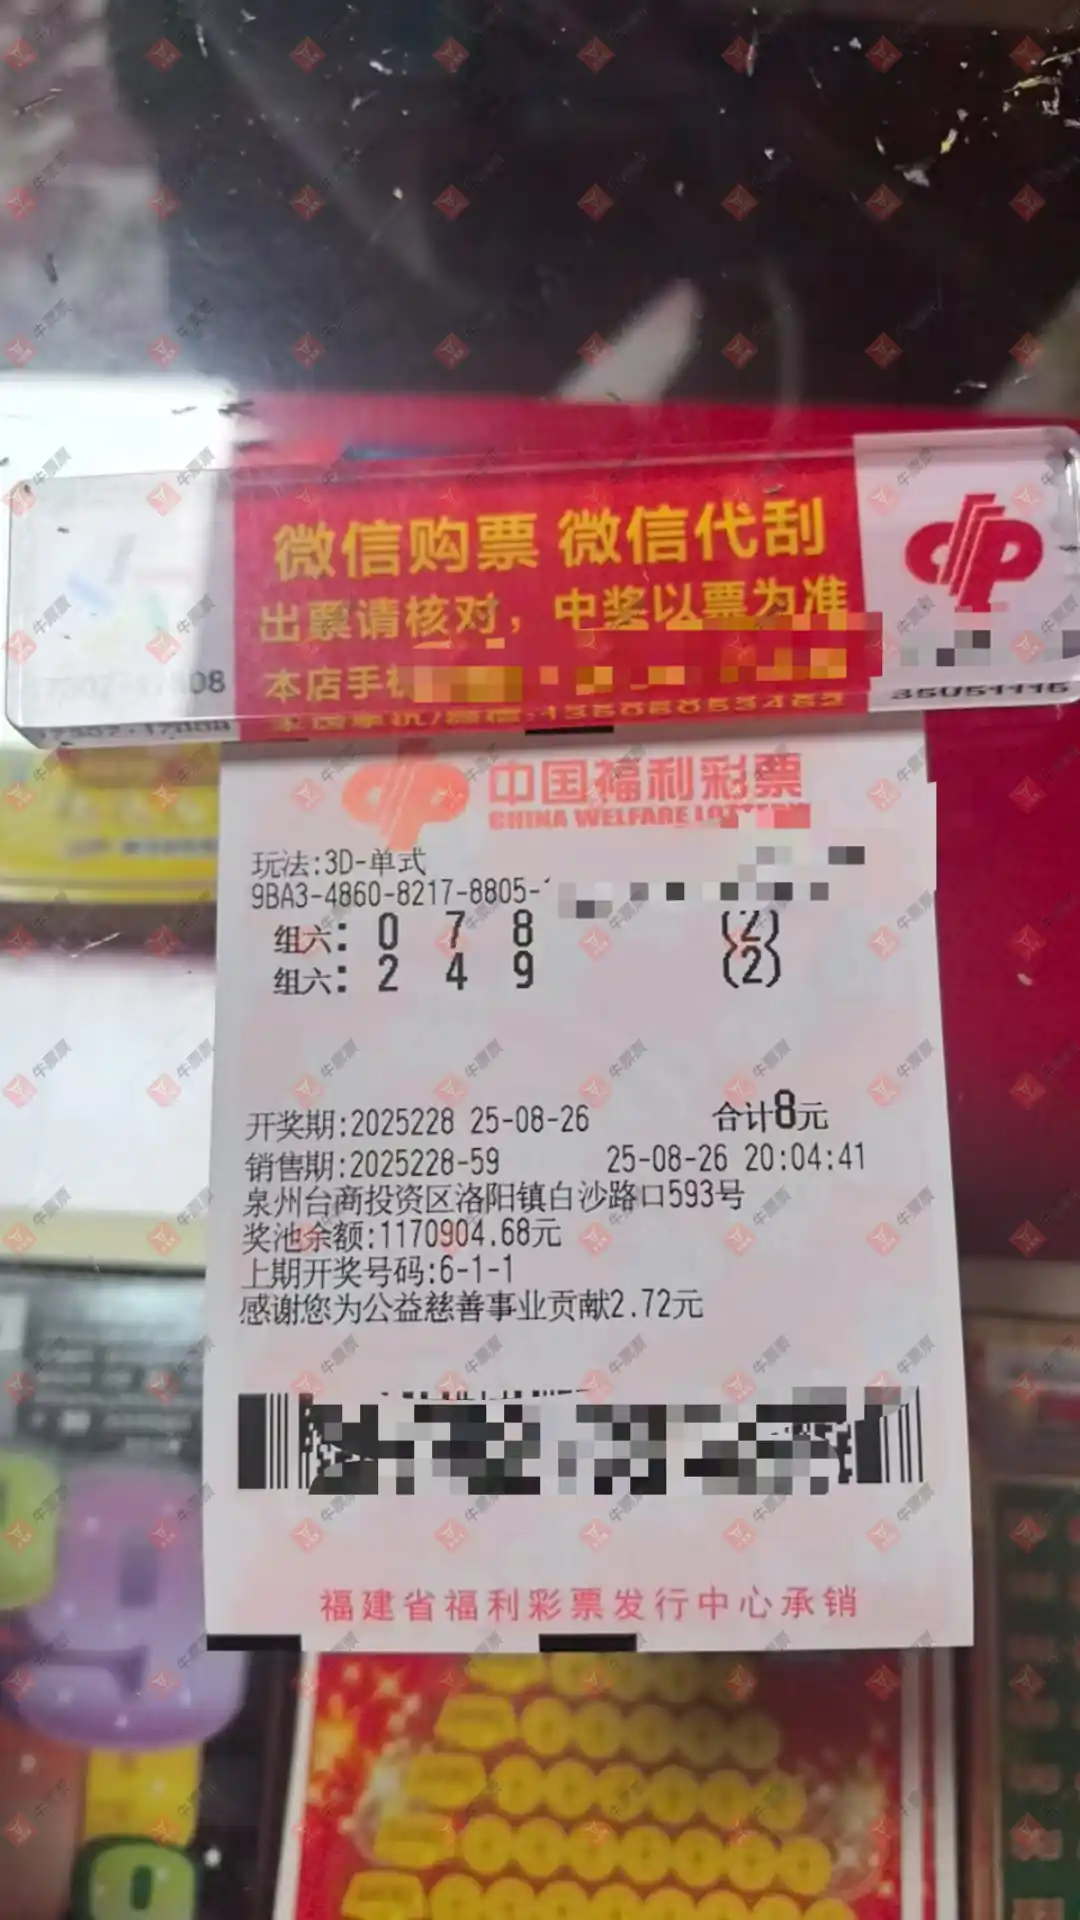 微信购票 微信代刮
出票请核对，中奖以票为准
本店手机
35051116
中国福利彩票
CHINA WELFARE LOTTERY
玩法:3D-单式
9BA3-4860-8217-8805-
组六: 0 7 8 (2)
组六: 2 4 9 (2)
开奖期:2025228 25-08-26 合计8元
销售期:2025228-59 25-08-26 20:04:41
泉州台商投资区洛阳镇白沙路口593号
奖池余额:1170904.68元
上期开奖号码:6-1-1
感谢您为公益慈善事业贡献2.72元
福建省福利彩票发行中心承销
牛票票